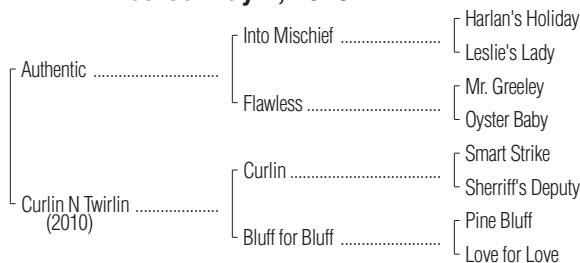 Harlan's Holiday
Into Mischief
Leslie's Lady
Authentic
Mr. Greeley
Flawless
Oyster Baby
Smart Strike
Curlin
Sherriff's Deputy
Curlin N Twirlin
(2010)
Pine Bluff
Bluff for Bluff
Love for Love